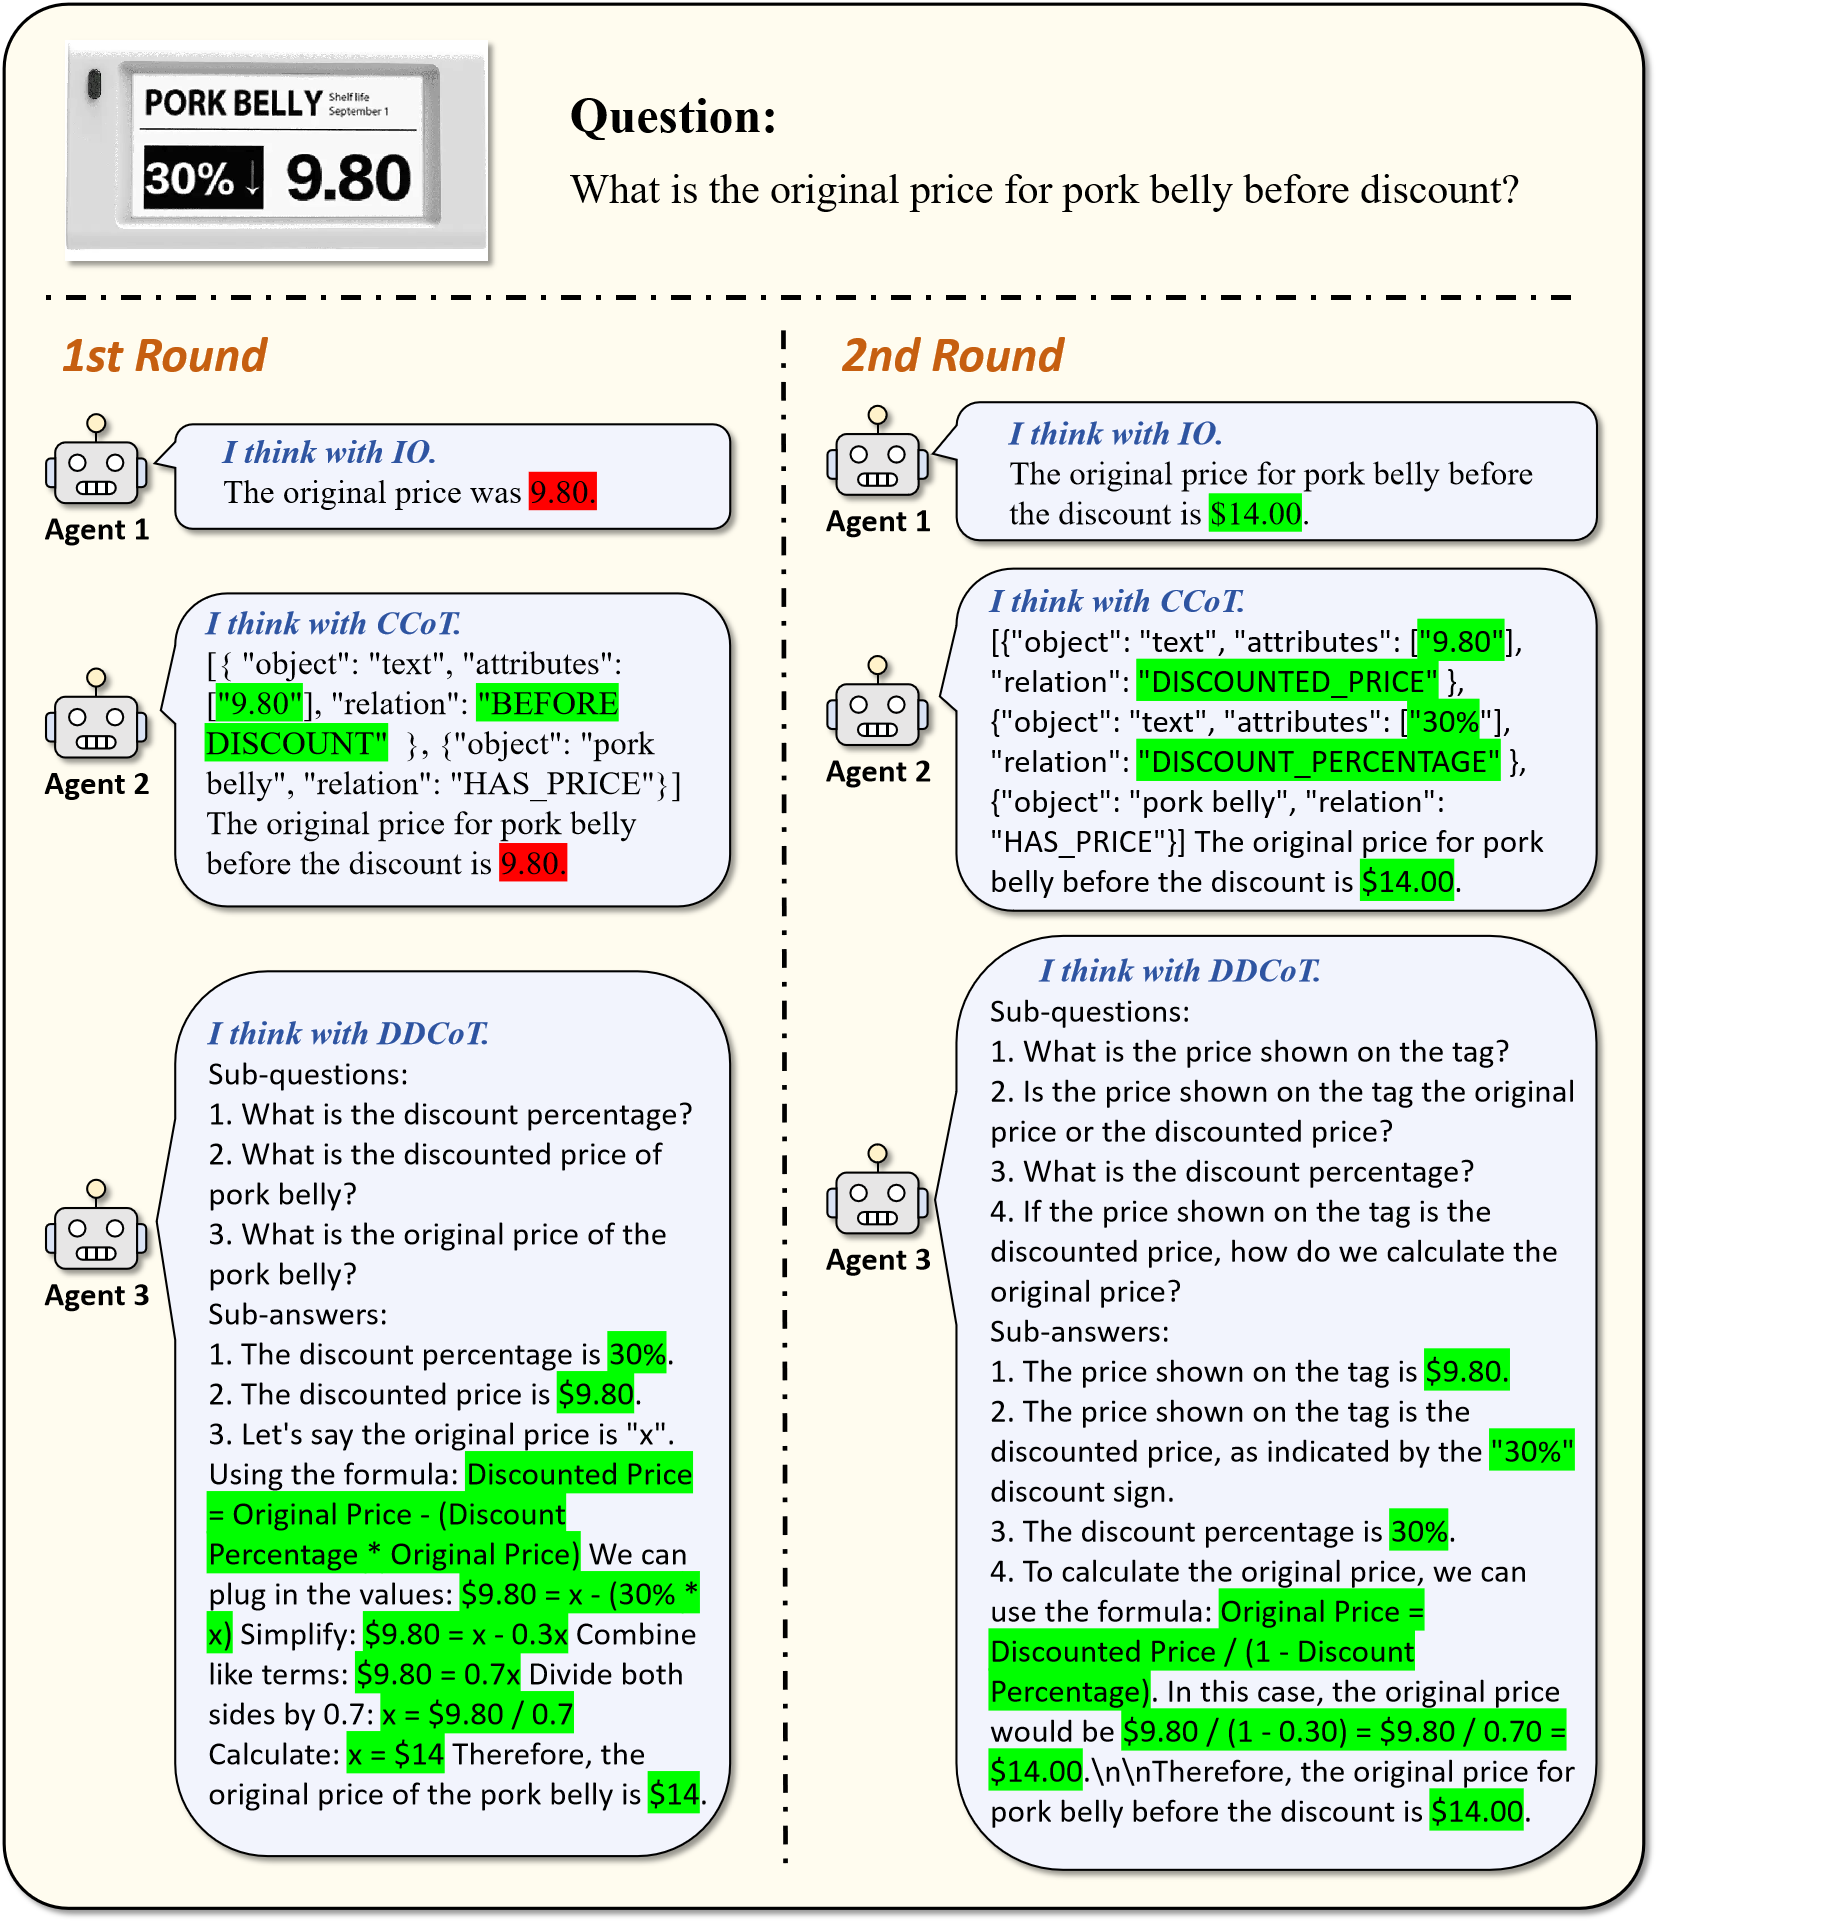 PORK BELLY Shelf life
September 1
30% ↓ 9.80
Question:
What is the original price for pork belly before discount?
1st Round
I think with IO.
The original price was 9.80.
Agent 1
I think with CCoT.
[{ "object": "text", "attributes":
["9.80"], "relation": "BEFORE
DISCOUNT"  }, {"object": "pork
belly", "relation": "HAS_PRICE"}]
The original price for pork belly
before the discount is 9.80.
Agent 2
I think with DDCoT.
Sub-questions:
1. What is the discount percentage?
2. What is the discounted price of
pork belly?
3. What is the original price of the
pork belly?
Sub-answers:
1. The discount percentage is 30%.
2. The discounted price is $9.80.
3. Let's say the original price is "x".
Using the formula: Discounted Price
= Original Price - (Discount
Percentage * Original Price) We can
plug in the values: $9.80 = x - (30% *
x) Simplify: $9.80 = x - 0.3x Combine
like terms: $9.80 = 0.7x Divide both
sides by 0.7: x = $9.80 / 0.7
Calculate: x = $14 Therefore, the
original price of the pork belly is $14.
Agent 3
2nd Round
I think with IO.
The original price for pork belly before
the discount is $14.00.
Agent 1
I think with CCoT.
[{"object": "text", "attributes": ["9.80"],
"relation": "DISCOUNTED_PRICE" },
{"object": "text", "attributes": ["30%"],
"relation": "DISCOUNT_PERCENTAGE" },
{"object": "pork belly", "relation":
"HAS_PRICE"}] The original price for pork
belly before the discount is $14.00.
Agent 2
I think with DDCoT.
Sub-questions:
1. What is the price shown on the tag?
2. Is the price shown on the tag the original
price or the discounted price?
3. What is the discount percentage?
4. If the price shown on the tag is the
discounted price, how do we calculate the
original price?
Sub-answers:
1. The price shown on the tag is $9.80.
2. The price shown on the tag is the
discounted price, as indicated by the "30%"
discount sign.
3. The discount percentage is 30%.
4. To calculate the original price, we can
use the formula: Original Price =
Discounted Price / (1 - Discount
Percentage). In this case, the original price
would be $9.80 / (1 - 0.30) = $9.80 / 0.70 =
$14.00.\n\nTherefore, the original price for
pork belly before the discount is $14.00.
Agent 3